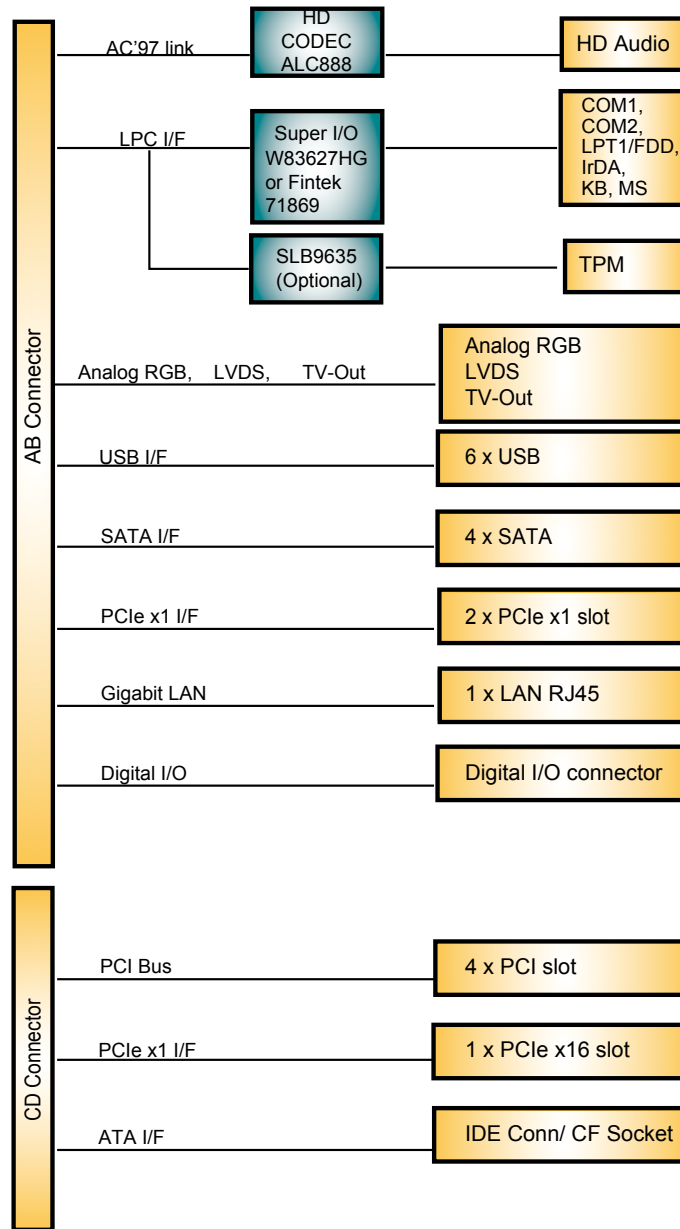 AC'97 link
HD
CODEC
ALC888
HD Audio
LPC I/F
Super I/O
W83627HG
or Fintek
71869
COM1,
COM2,
LPT1/FDD,
IrDA,
KB, MS
SLB9635
(Optional)
TPM
AB Connector
Analog RGB, LVDS, TV-Out
Analog RGB
LVDS
TV-Out
USB I/F
6 x USB
SATA I/F
4 x SATA
PCIe x1 I/F
2 x PCIe x1 slot
Gigabit LAN
1 x LAN RJ45
Digital I/O
Digital I/O connector
CD Connector
PCI Bus
4 x PCI slot
PCIe x1 I/F
1 x PCIe x16 slot
ATA I/F
IDE Conn/ CF Socket